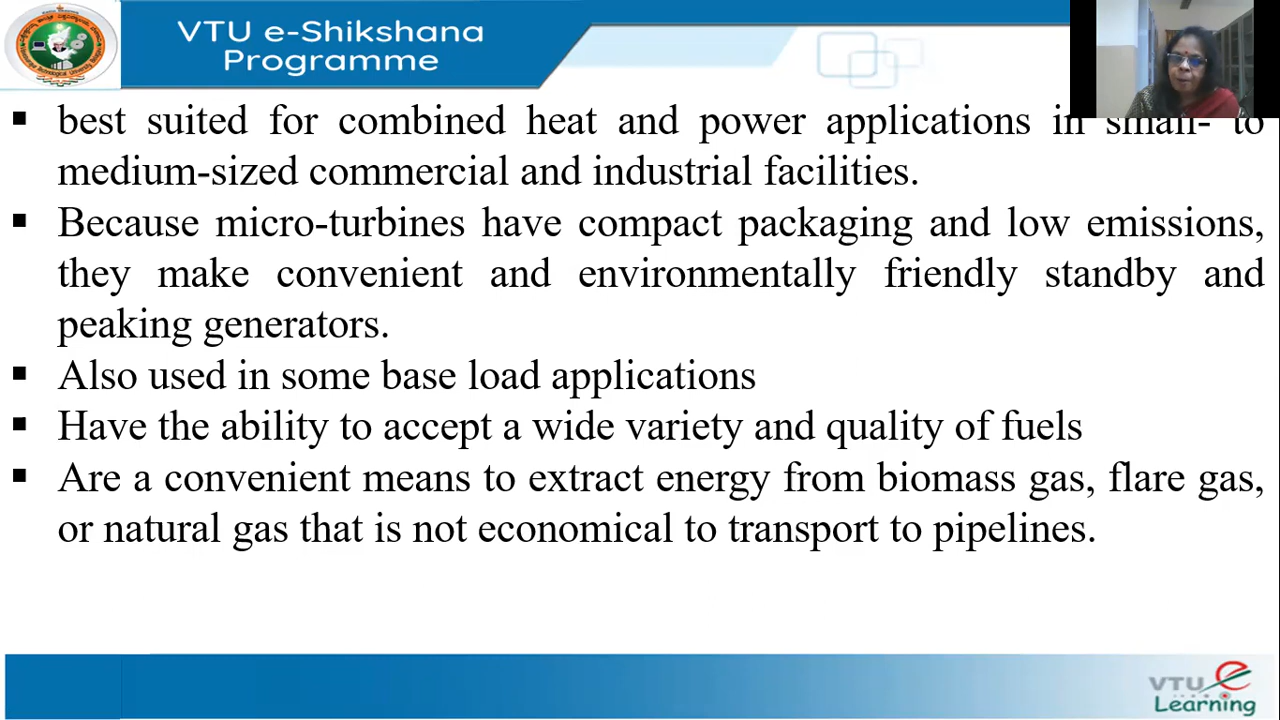 VTU e-Shikshana
Programme
▪ best suited for combined heat and power applications in small- to
medium-sized commercial and industrial facilities.
▪ Because micro-turbines have compact packaging and low emissions,
they make convenient and environmentally friendly standby and
peaking generators.
▪ Also used in some base load applications
▪ Have the ability to accept a wide variety and quality of fuels
▪ Are a convenient means to extract energy from biomass gas, flare gas,
or natural gas that is not economical to transport to pipelines.
VTU e
Learning